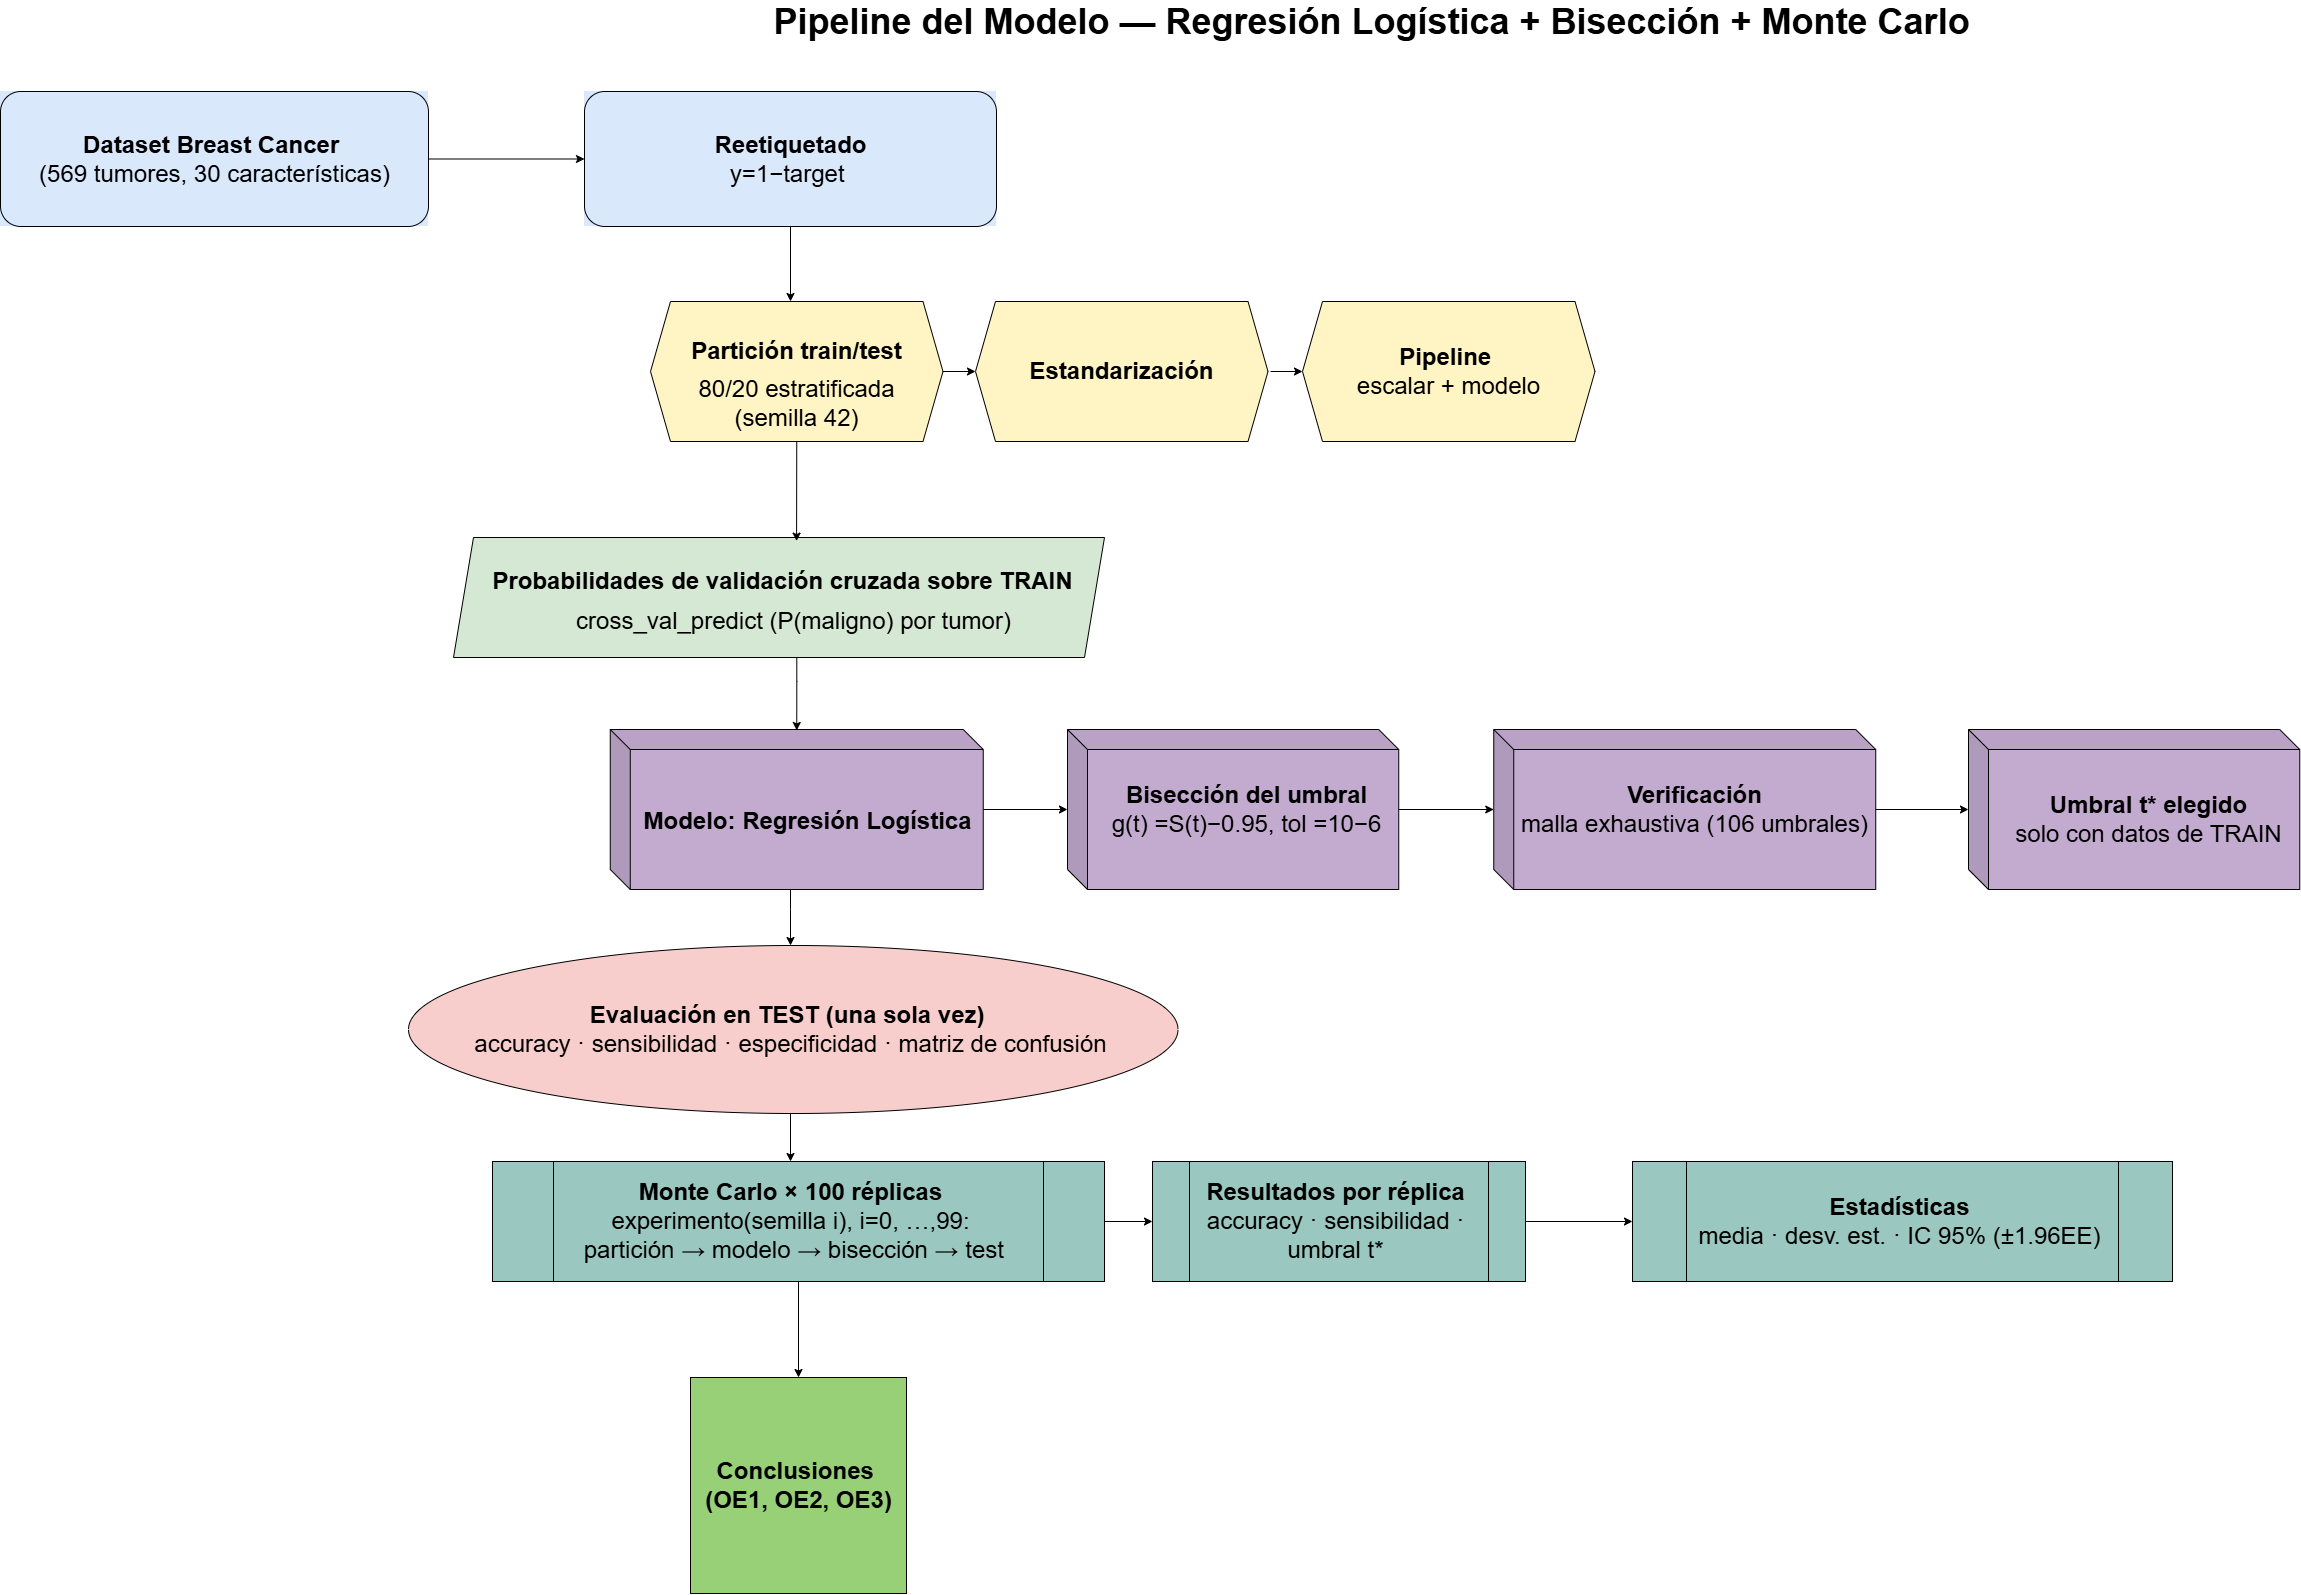 Pipeline del Modelo — Regresión Logística + Bisección + Monte Carlo
Dataset Breast Cancer
(569 tumores, 30 características)
Reetiquetado
y=1−target
Partición train/test
80/20 estratificada
(semilla 42)
Estandarización
Pipeline
escalar + modelo
Probabilidades de validación cruzada sobre TRAIN
cross_val_predict (P(maligno) por tumor)
Modelo: Regresión Logística
Bisección del umbral
g(t) =S(t)−0.95, tol =10−6
Verificación
malla exhaustiva (106 umbrales)
Umbral t* elegido
solo con datos de TRAIN
Evaluación en TEST (una sola vez)
accuracy · sensibilidad · especificidad · matriz de confusión
Monte Carlo × 100 réplicas
experimento(semilla i), i=0, …,99:
partición → modelo → bisección → test
Resultados por réplica
accuracy · sensibilidad ·
umbral t*
Estadísticas
media · desv. est. · IC 95% (±1.96EE)
Conclusiones
(OE1, OE2, OE3)